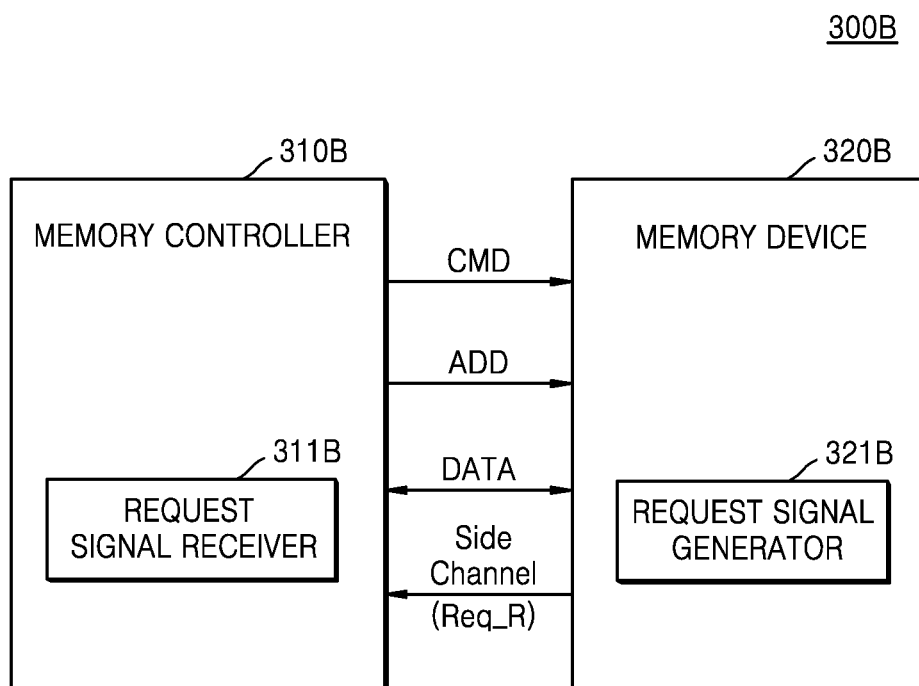 300B
310B
320B
MEMORY CONTROLLER
MEMORY DEVICE
CMD
ADD
311B
321B
DATA
REQUEST
SIGNAL RECEIVER
REQUEST SIGNAL
GENERATOR
Side
Channel
(Req_R)